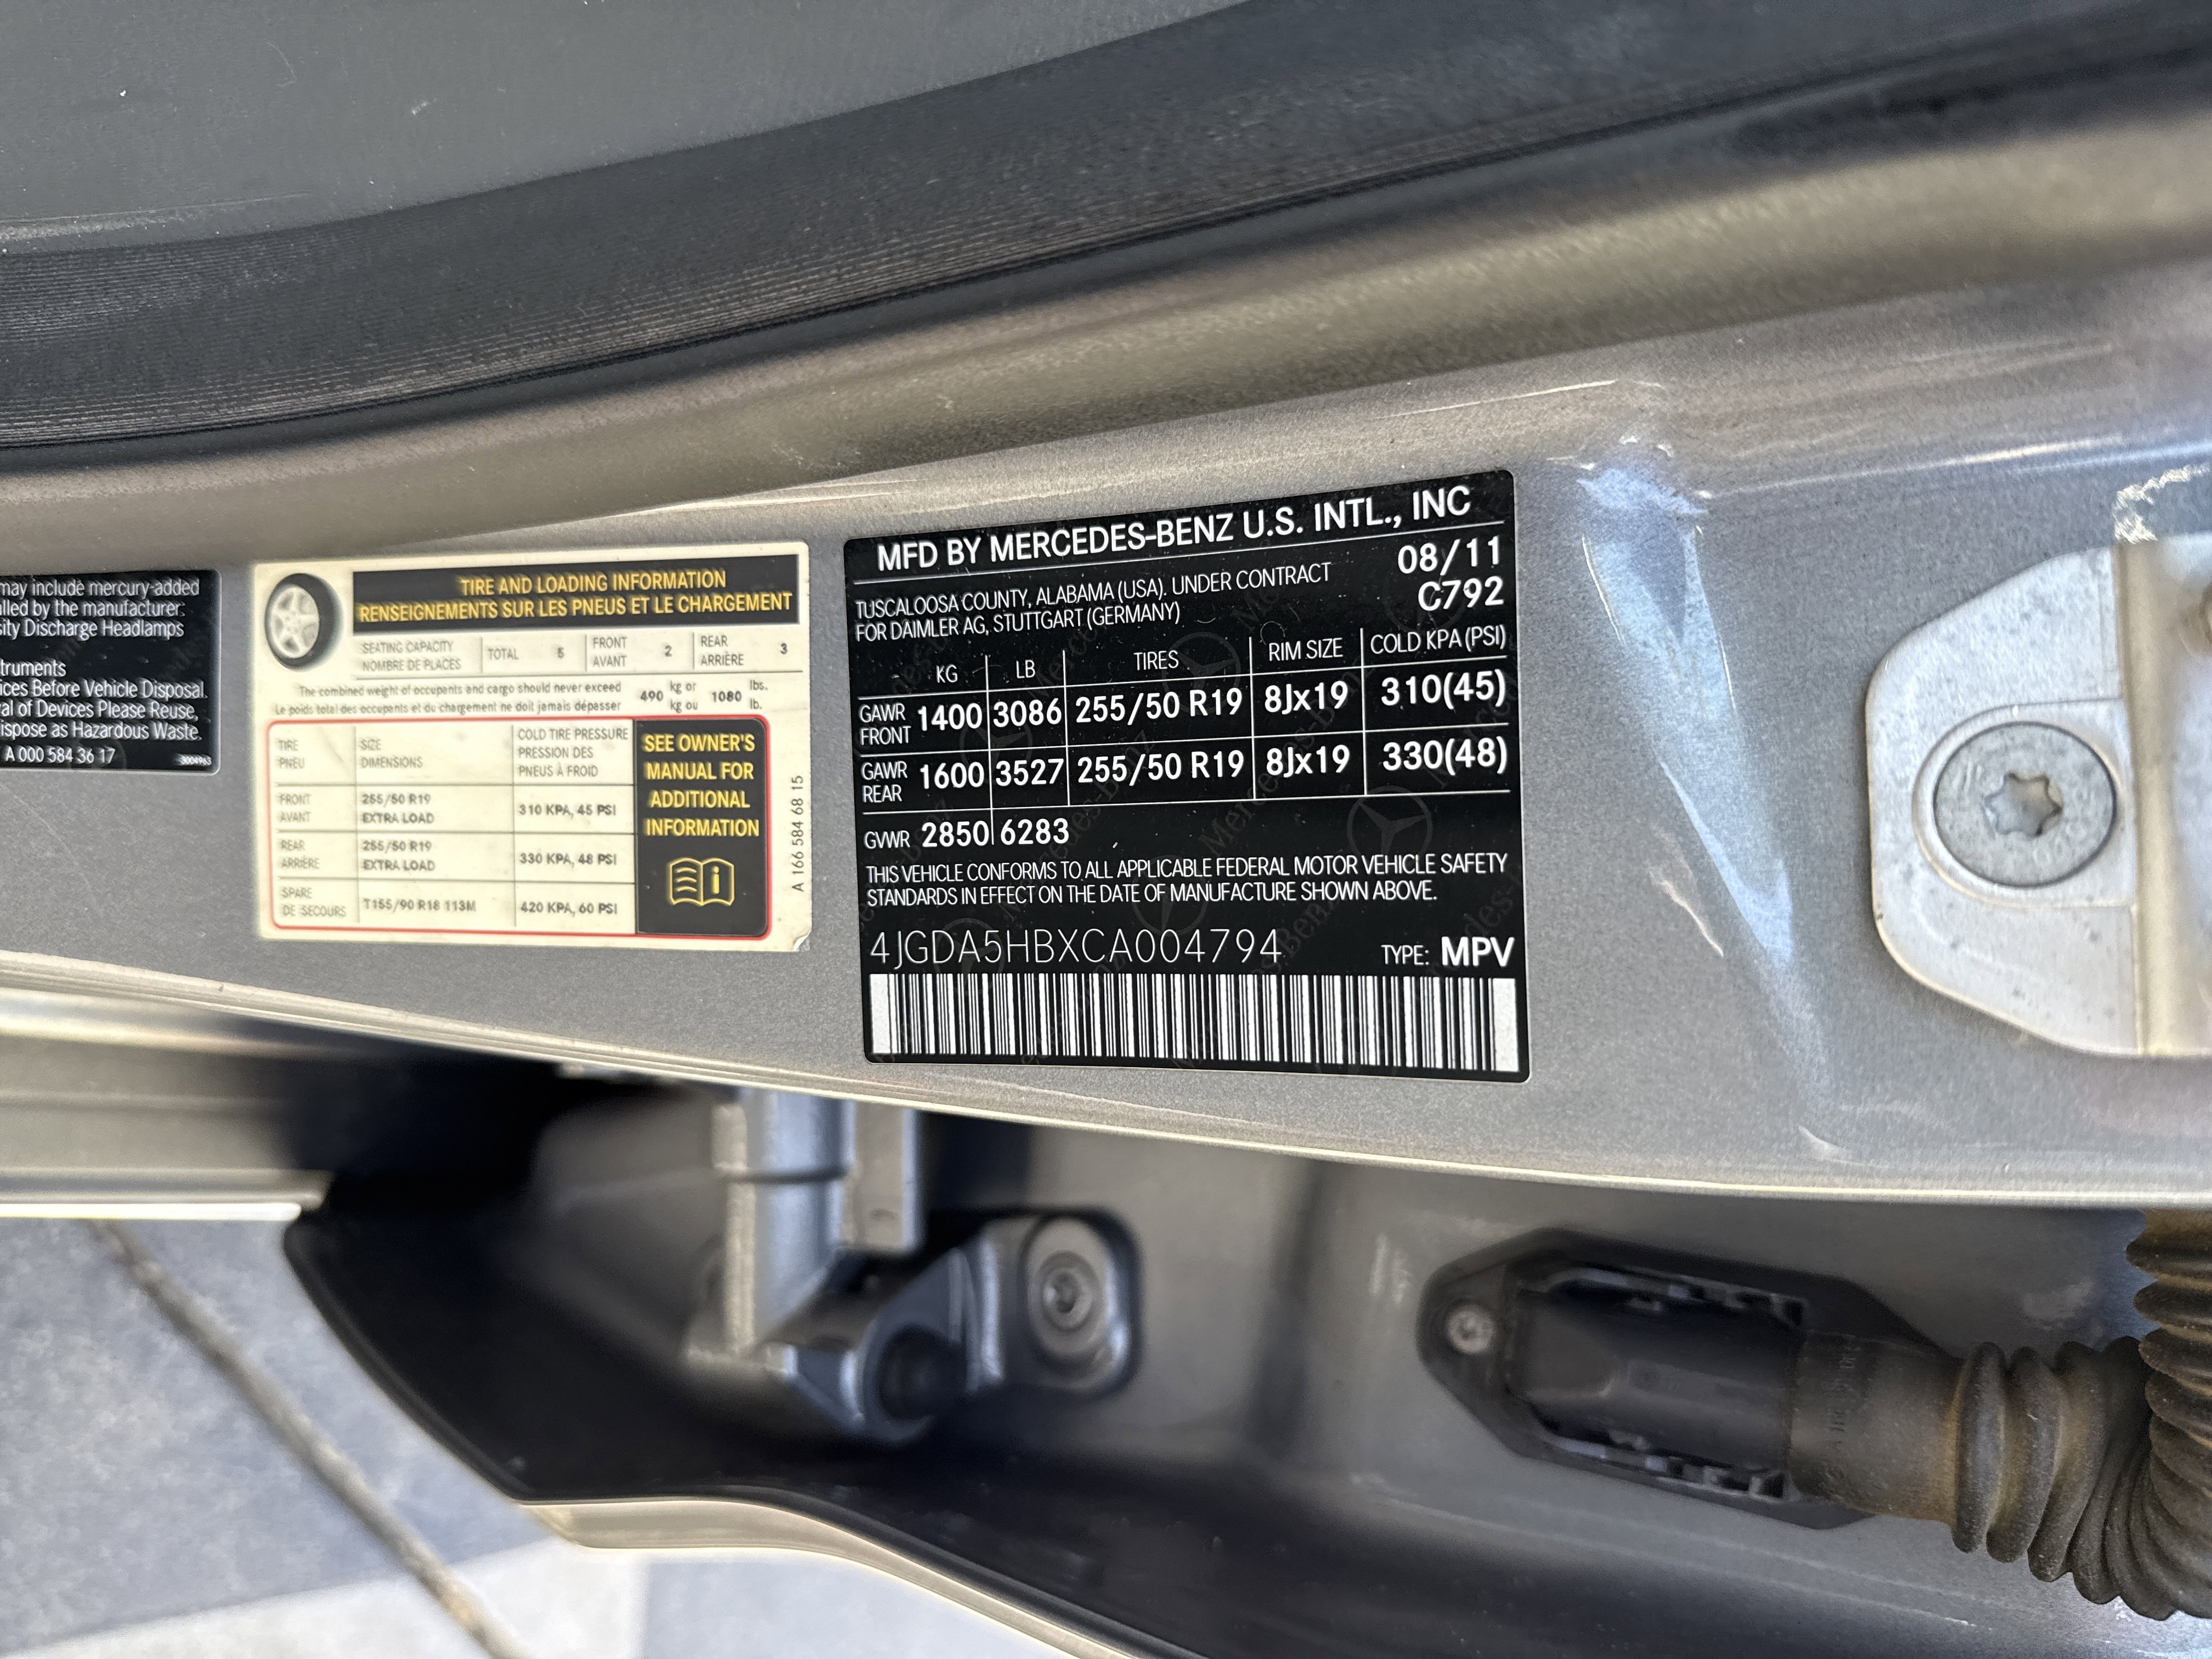 may include mercury-added
lled by the manufacturer:
sity Discharge Headlamps
truments
ices Before Vehicle Disposal.
al of Devices Please Reuse,
ispose as Hazardous Waste.
A 000 584 36 17
3004963
TIRE AND LOADING INFORMATION
RENSEIGNEMENTS SUR LES PNEUS ET LE CHARGEMENT
SEATING CAPACITY
NOMBRE DE PLACES
TOTAL 5
FRONT
AVANT
2
REAR
ARRIÈRE
3
The combined weight of occupants and cargo should never exceed
Le poids total des occupants et du chargement ne doit jamais dépasser
490 kg or
kg ou
1080 lbs.
lb.
TIRE
PNEU
SIZE
DIMENSIONS
COLD TIRE PRESSURE
PRESSION DES
PNEUS À FROID
FRONT
AVANT
255/50 R19
EXTRA LOAD
310 KPA, 45 PSI
REAR
ARRIÈRE
255/50 R19
EXTRA LOAD
330 KPA, 48 PSI
SPARE
DE SECOURS
T155/90 R18 113M
420 KPA, 60 PSI
SEE OWNER'S
MANUAL FOR
ADDITIONAL
INFORMATION
A 166 584 68 15
MFD BY MERCEDES-BENZ U.S. INTL., INC
TUSCALOOSA COUNTY, ALABAMA (USA). UNDER CONTRACT
FOR DAIMLER AG, STUTTGART (GERMANY)
08/11
C792
KG LB TIRES RIM SIZE COLD KPA (PSI)
GAWR
FRONT
1400 3086 255/50 R19 8Jx19 310(45)
GAWR
REAR
1600 3527 255/50 R19 8Jx19 330(48)
GVWR 2850 6283
THIS VEHICLE CONFORMS TO ALL APPLICABLE FEDERAL MOTOR VEHICLE SAFETY
STANDARDS IN EFFECT ON THE DATE OF MANUFACTURE SHOWN ABOVE.
4JGDA5HBXCA004794 TYPE: MPV